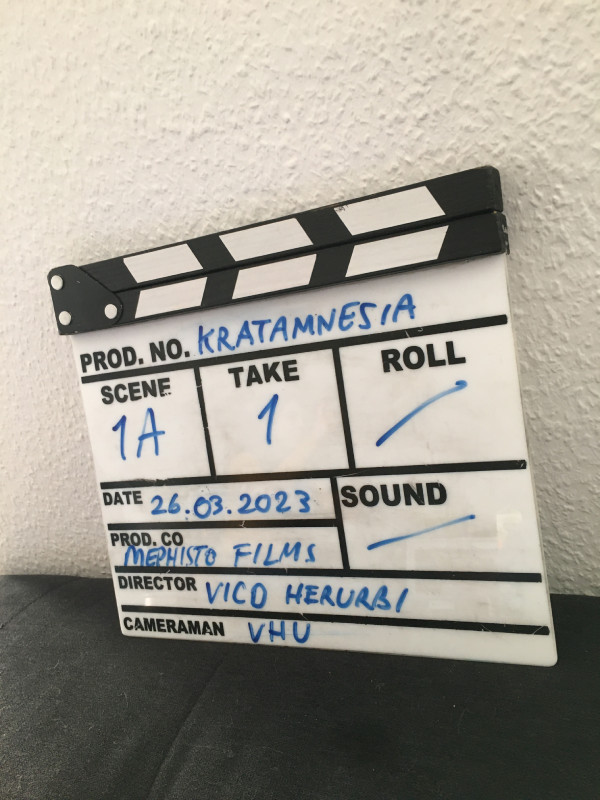 PROD. NO. KRATAMNESIA
SCENE TAKE ROLL
1A 1 /
DATE 26.03.2023 SOUND
PROD. CO MEPHISTO FILMS
DIRECTOR VICO HERURBI
CAMERAMAN VHU